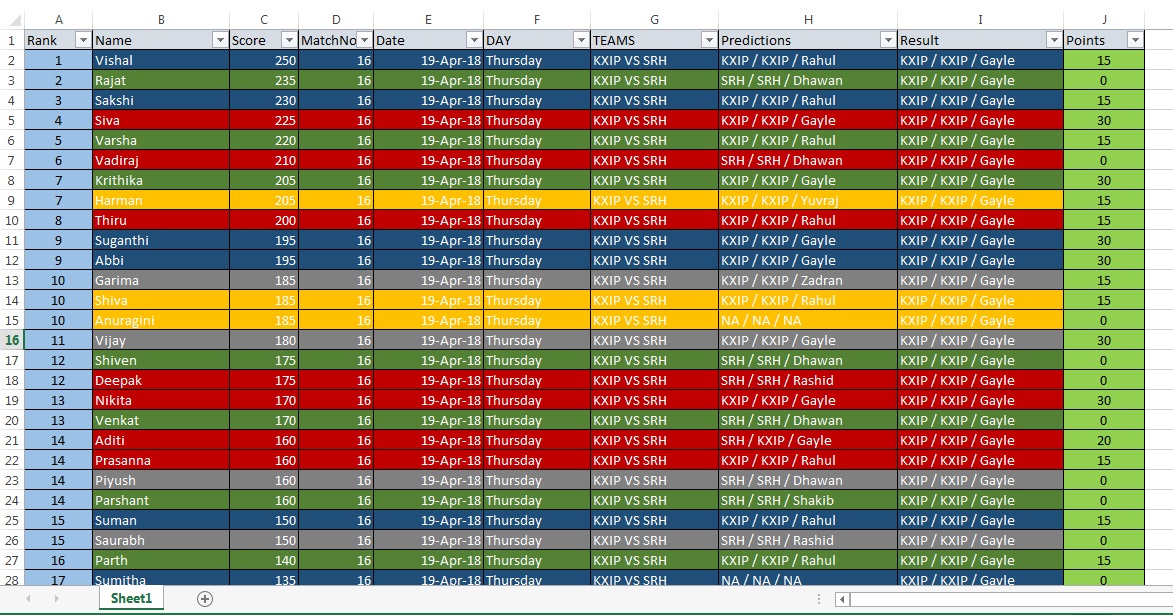 A B C D E F G H I J
1 Rank Name Score MatchNo Date DAY TEAMS Predictions Result Points
2 1 Vishal 250 16 19-Apr-18 Thursday KXIP VS SRH KXIP / KXIP / Rahul KXIP / KXIP / Gayle 15
3 2 Rajat 235 16 19-Apr-18 Thursday KXIP VS SRH SRH / SRH / Dhawan KXIP / KXIP / Gayle 0
4 3 Sakshi 230 16 19-Apr-18 Thursday KXIP VS SRH KXIP / KXIP / Rahul KXIP / KXIP / Gayle 15
5 4 Siva 225 16 19-Apr-18 Thursday KXIP VS SRH KXIP / KXIP / Gayle KXIP / KXIP / Gayle 30
6 5 Varsha 220 16 19-Apr-18 Thursday KXIP VS SRH KXIP / KXIP / Rahul KXIP / KXIP / Gayle 15
7 6 Vadiraj 210 16 19-Apr-18 Thursday KXIP VS SRH SRH / SRH / Dhawan KXIP / KXIP / Gayle 0
8 7 Krithika 205 16 19-Apr-18 Thursday KXIP VS SRH KXIP / KXIP / Gayle KXIP / KXIP / Gayle 30
9 7 Harman 205 16 19-Apr-18 Thursday KXIP VS SRH KXIP / KXIP / Yuvraj KXIP / KXIP / Gayle 15
10 8 Thiru 200 16 19-Apr-18 Thursday KXIP VS SRH KXIP / KXIP / Rahul KXIP / KXIP / Gayle 15
11 9 Suganthi 195 16 19-Apr-18 Thursday KXIP VS SRH KXIP / KXIP / Gayle KXIP / KXIP / Gayle 30
12 9 Abbi 195 16 19-Apr-18 Thursday KXIP VS SRH KXIP / KXIP / Gayle KXIP / KXIP / Gayle 30
13 10 Garima 185 16 19-Apr-18 Thursday KXIP VS SRH KXIP / KXIP / Zadran KXIP / KXIP / Gayle 15
14 10 Shiva 185 16 19-Apr-18 Thursday KXIP VS SRH KXIP / KXIP / Rahul KXIP / KXIP / Gayle 15
15 10 Anuragini 185 16 19-Apr-18 Thursday KXIP VS SRH NA / NA / NA KXIP / KXIP / Gayle 0
16 11 Vijay 180 16 19-Apr-18 Thursday KXIP VS SRH KXIP / KXIP / Gayle KXIP / KXIP / Gayle 30
17 12 Shiven 175 16 19-Apr-18 Thursday KXIP VS SRH SRH / SRH / Dhawan KXIP / KXIP / Gayle 0
18 12 Deepak 175 16 19-Apr-18 Thursday KXIP VS SRH SRH / SRH / Rashid KXIP / KXIP / Gayle 0
19 13 Nikita 170 16 19-Apr-18 Thursday KXIP VS SRH KXIP / KXIP / Gayle KXIP / KXIP / Gayle 30
20 13 Venkat 170 16 19-Apr-18 Thursday KXIP VS SRH SRH / SRH / Dhawan KXIP / KXIP / Gayle 0
21 14 Aditi 160 16 19-Apr-18 Thursday KXIP VS SRH SRH / KXIP / Gayle KXIP / KXIP / Gayle 20
22 14 Prasanna 160 16 19-Apr-18 Thursday KXIP VS SRH KXIP / KXIP / Rahul KXIP / KXIP / Gayle 15
23 14 Piyush 160 16 19-Apr-18 Thursday KXIP VS SRH SRH / SRH / Dhawan KXIP / KXIP / Gayle 0
24 14 Parshant 160 16 19-Apr-18 Thursday KXIP VS SRH SRH / SRH / Shakib KXIP / KXIP / Gayle 0
25 15 Suman 150 16 19-Apr-18 Thursday KXIP VS SRH KXIP / KXIP / Rahul KXIP / KXIP / Gayle 15
26 15 Saurabh 150 16 19-Apr-18 Thursday KXIP VS SRH SRH / SRH / Rashid KXIP / KXIP / Gayle 0
27 16 Parth 140 16 19-Apr-18 Thursday KXIP VS SRH KXIP / KXIP / Rahul KXIP / KXIP / Gayle 15
28 17 Sumitha 135 16 19-Apr-18 Thursday KXIP VS SRH NA / NA / NA KXIP / KXIP / Gayle 0
Sheet1